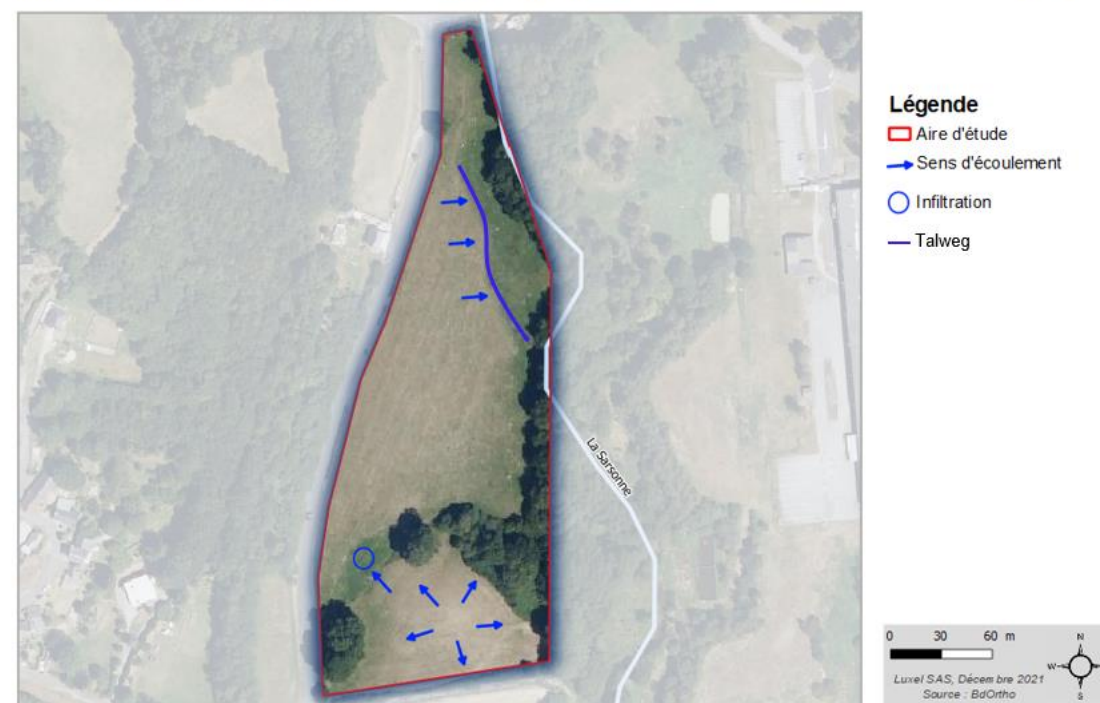 Légende
Aire d'étude
Sens d'écoulement
Infiltration
Talweg
La Sarsonne
0 30 60 m
N
W
S
Luxel SAS, Décembre 2021
Source : BdOrtho